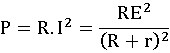 P = R.I² = RE² / (R + r)²